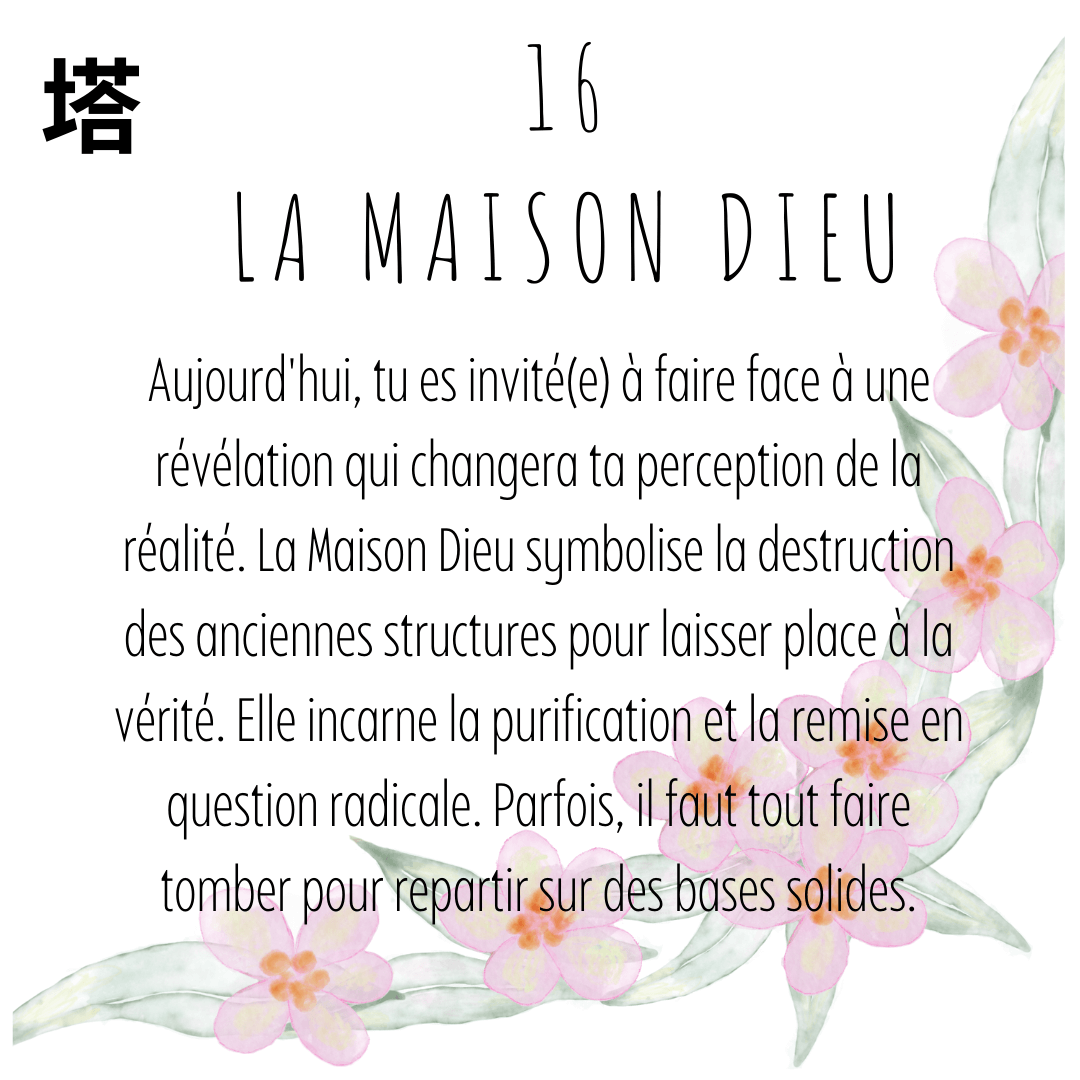 塔
16
LA MAISON DIEU
Aujourd'hui, tu es invité(e) à faire face à une
révélation qui changera ta perception de la
réalité. La Maison Dieu symbolise la destruction
des anciennes structures pour laisser place à la
vérité. Elle incarne la purification et la remise en
question radicale. Parfois, il faut tout faire
tomber pour repartir sur des bases solides.